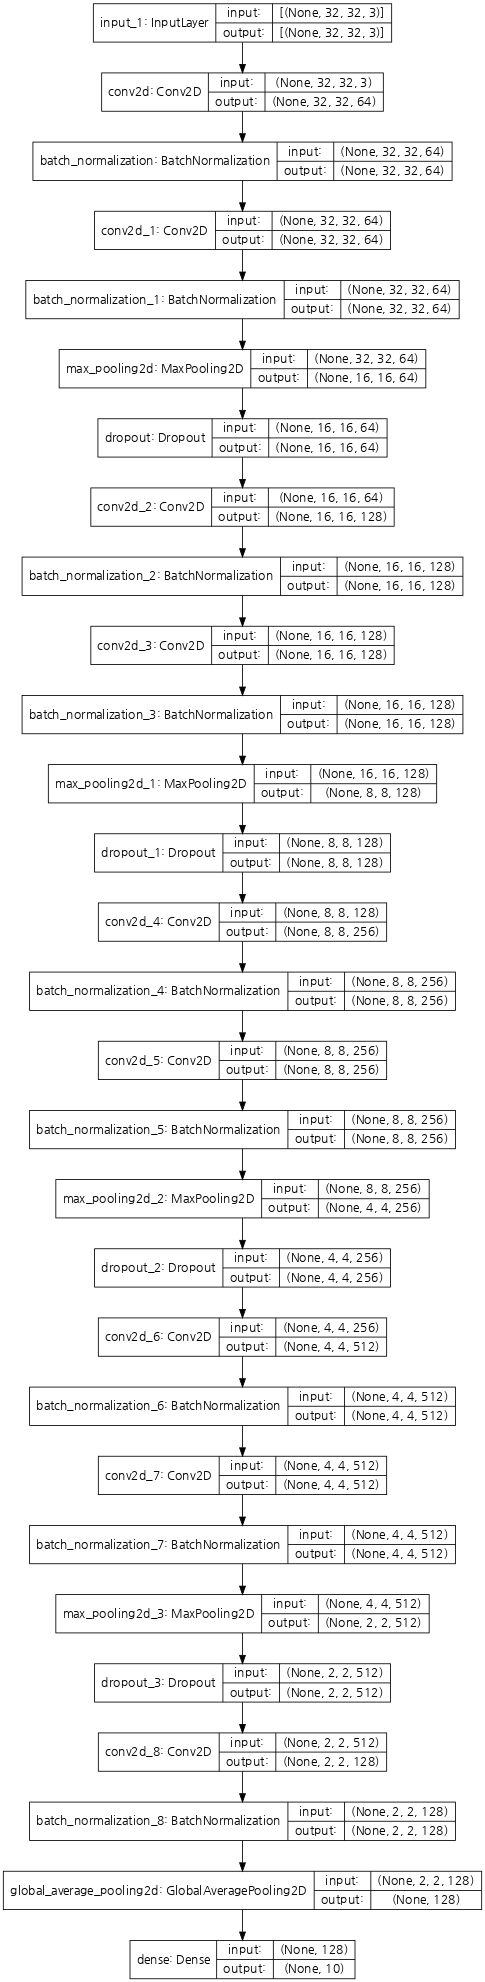 input_1: InputLayer
input: [(None, 32, 32, 3)]
output: [(None, 32, 32, 3)]
conv2d: Conv2D
input: (None, 32, 32, 3)
output: (None, 32, 32, 64)
batch_normalization: BatchNormalization
input: (None, 32, 32, 64)
output: (None, 32, 32, 64)
conv2d_1: Conv2D
input: (None, 32, 32, 64)
output: (None, 32, 32, 64)
batch_normalization_1: BatchNormalization
input: (None, 32, 32, 64)
output: (None, 32, 32, 64)
max_pooling2d: MaxPooling2D
input: (None, 32, 32, 64)
output: (None, 16, 16, 64)
dropout: Dropout
input: (None, 16, 16, 64)
output: (None, 16, 16, 64)
conv2d_2: Conv2D
input: (None, 16, 16, 64)
output: (None, 16, 16, 128)
batch_normalization_2: BatchNormalization
input: (None, 16, 16, 128)
output: (None, 16, 16, 128)
conv2d_3: Conv2D
input: (None, 16, 16, 128)
output: (None, 16, 16, 128)
batch_normalization_3: BatchNormalization
input: (None, 16, 16, 128)
output: (None, 16, 16, 128)
max_pooling2d_1: MaxPooling2D
input: (None, 16, 16, 128)
output: (None, 8, 8, 128)
dropout_1: Dropout
input: (None, 8, 8, 128)
output: (None, 8, 8, 128)
conv2d_4: Conv2D
input: (None, 8, 8, 128)
output: (None, 8, 8, 256)
batch_normalization_4: BatchNormalization
input: (None, 8, 8, 256)
output: (None, 8, 8, 256)
conv2d_5: Conv2D
input: (None, 8, 8, 256)
output: (None, 8, 8, 256)
batch_normalization_5: BatchNormalization
input: (None, 8, 8, 256)
output: (None, 8, 8, 256)
max_pooling2d_2: MaxPooling2D
input: (None, 8, 8, 256)
output: (None, 4, 4, 256)
dropout_2: Dropout
input: (None, 4, 4, 256)
output: (None, 4, 4, 256)
conv2d_6: Conv2D
input: (None, 4, 4, 256)
output: (None, 4, 4, 512)
batch_normalization_6: BatchNormalization
input: (None, 4, 4, 512)
output: (None, 4, 4, 512)
conv2d_7: Conv2D
input: (None, 4, 4, 512)
output: (None, 4, 4, 512)
batch_normalization_7: BatchNormalization
input: (None, 4, 4, 512)
output: (None, 4, 4, 512)
max_pooling2d_3: MaxPooling2D
input: (None, 4, 4, 512)
output: (None, 2, 2, 512)
dropout_3: Dropout
input: (None, 2, 2, 512)
output: (None, 2, 2, 512)
conv2d_8: Conv2D
input: (None, 2, 2, 512)
output: (None, 2, 2, 128)
batch_normalization_8: BatchNormalization
input: (None, 2, 2, 128)
output: (None, 2, 2, 128)
global_average_pooling2d: GlobalAveragePooling2D
input: (None, 2, 2, 128)
output: (None, 128)
dense: Dense
input: (None, 128)
output: (None, 10)